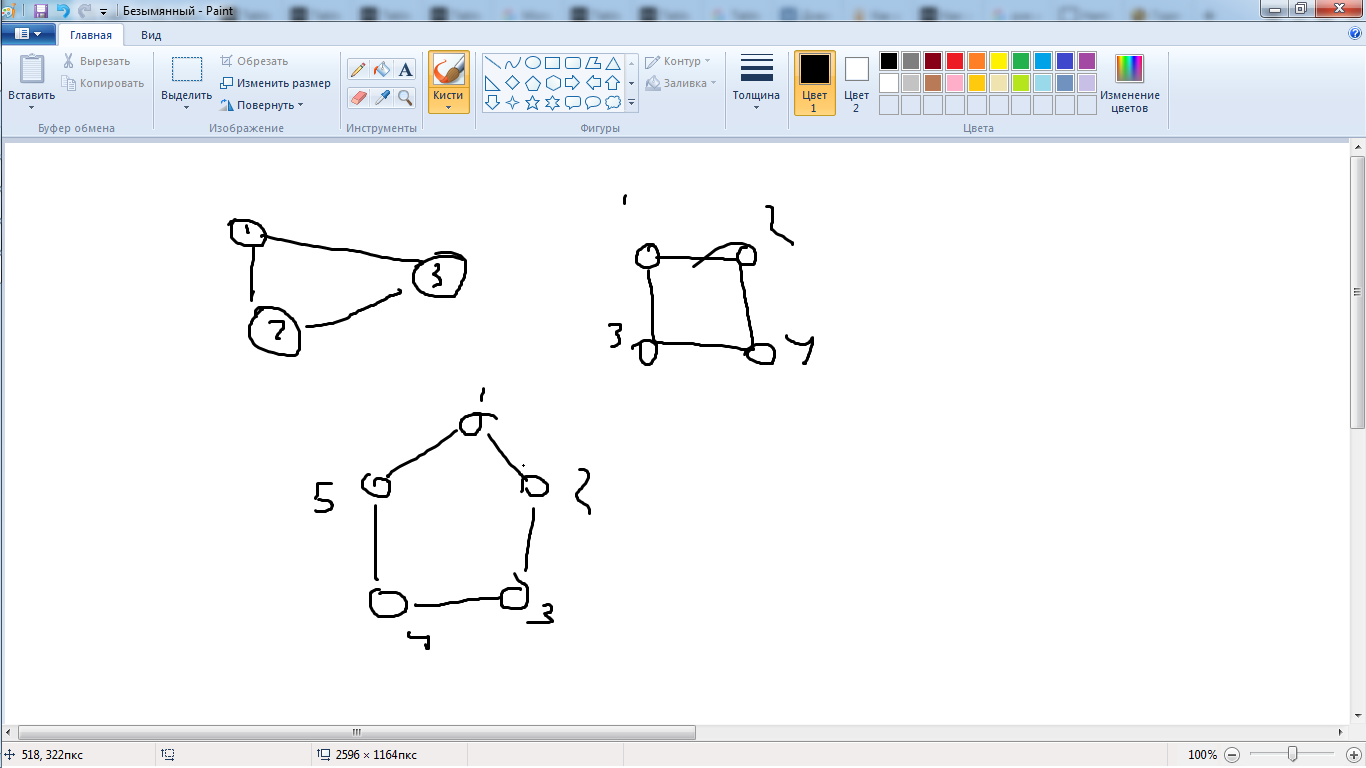 Безымянный - Paint
Главная Вид
Вставить
Вырезать
Копировать
Буфер обмена
Выделить
Обрезать
Изменить размер
Повернуть
Изображение
A
Инструменты
Кисти
Контур
Заливка
Фигуры
Толщина
Цвет 1
Цвет 2
Изменение цветов
Цвета
1
3
2
1
2
3
4
1
5
2
3
4
518, 322пкс
2596 × 1164пкс
100%